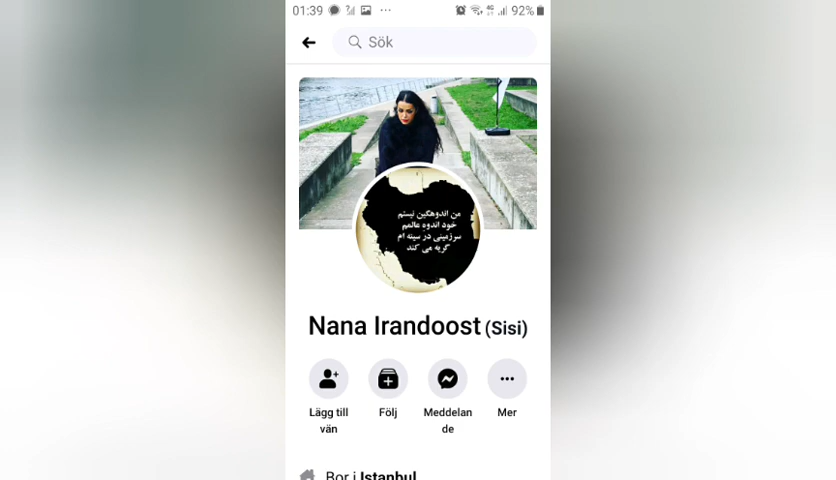 01:39
92%
Sök
من اندوهگین نیستم
خود اندوهِ عالمم
سرزمینی در سینه ام
گریه می کند
Nana Irandoost (Sisi)
Lägg till
vän
Följ
Meddelan
de
Mer
Bor i Istanbul